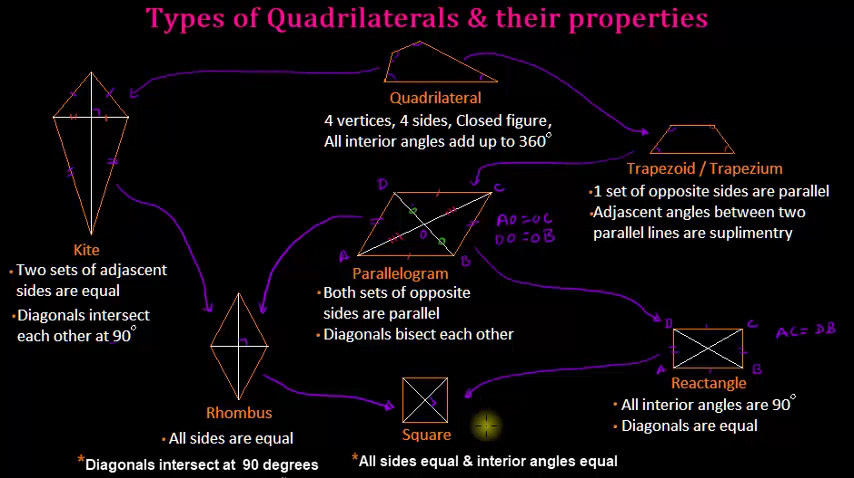 Types of Quadrilaterals & their properties
Quadrilateral
4 vertices, 4 sides, Closed figure,
All interior angles add up to 360°
Trapezoid / Trapezium
•1 set of opposite sides are parallel
•Adjascent angles between two
parallel lines are suplimentry
Kite
• Two sets of adjascent
sides are equal
• Diagonals intersect
each other at 90°
D
C
O
A
B
AO=OC
DO=OB
Parallelogram
• Both sets of opposite
sides are parallel
• Diagonals bisect each other
D
C
A
B
AC=DB
Reactangle
• All interior angles are 90°
• Diagonals are equal
Rhombus
• All sides are equal
*Diagonals intersect at 90 degrees
Square
*All sides equal & interior angles equal